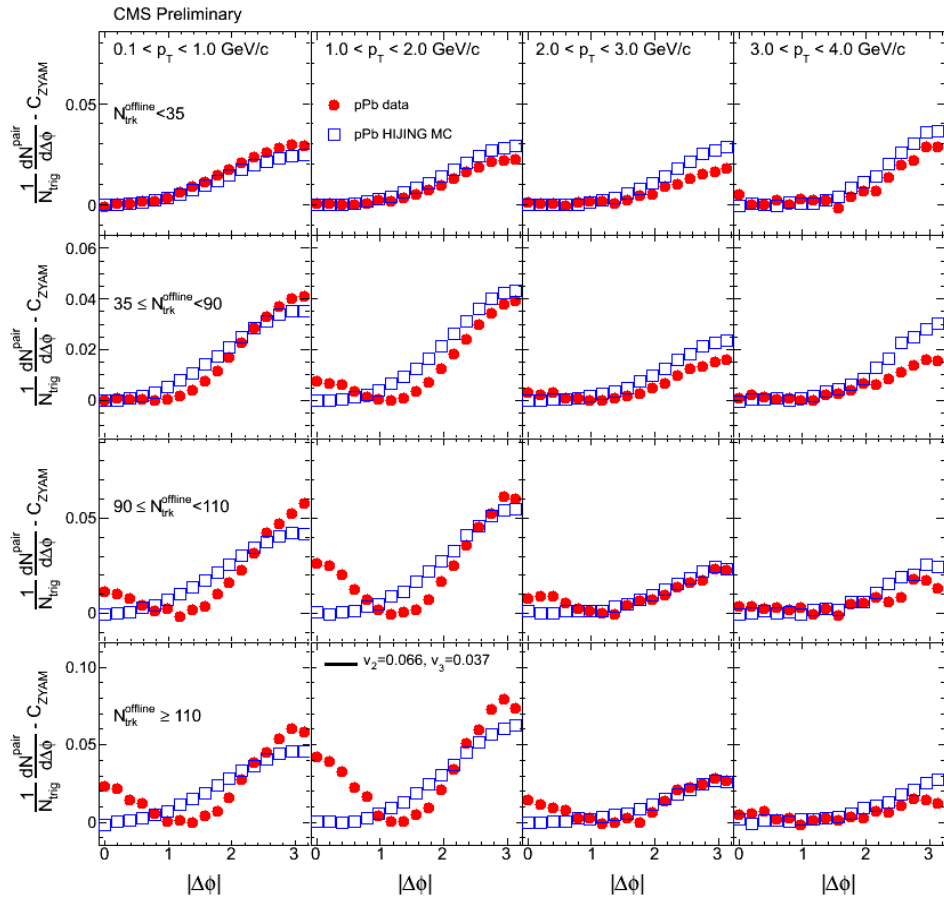 CMS Preliminary
0.1 < p_T < 1.0 GeV/c
1.0 < p_T < 2.0 GeV/c
2.0 < p_T < 3.0 GeV/c
3.0 < p_T < 4.0 GeV/c
1/N_trig dN^pair/dΔϕ - C_ZYAM
0.05
0
N_trk^offline <35
pPb data
pPb HIJING MC
1/N_trig dN^pair/dΔϕ - C_ZYAM
0.06
0.04
0.02
0
35 ≤ N_trk^offline <90
1/N_trig dN^pair/dΔϕ - C_ZYAM
0.05
0
90 ≤ N_trk^offline <110
1/N_trig dN^pair/dΔϕ - C_ZYAM
0.10
0.05
0
N_trk^offline ≥ 110
v_2=0.066, v_3=0.037
0 1 2 3
0 1 2 3
0 1 2 3
0 1 2 3
|Δϕ|
|Δϕ|
|Δϕ|
|Δϕ|